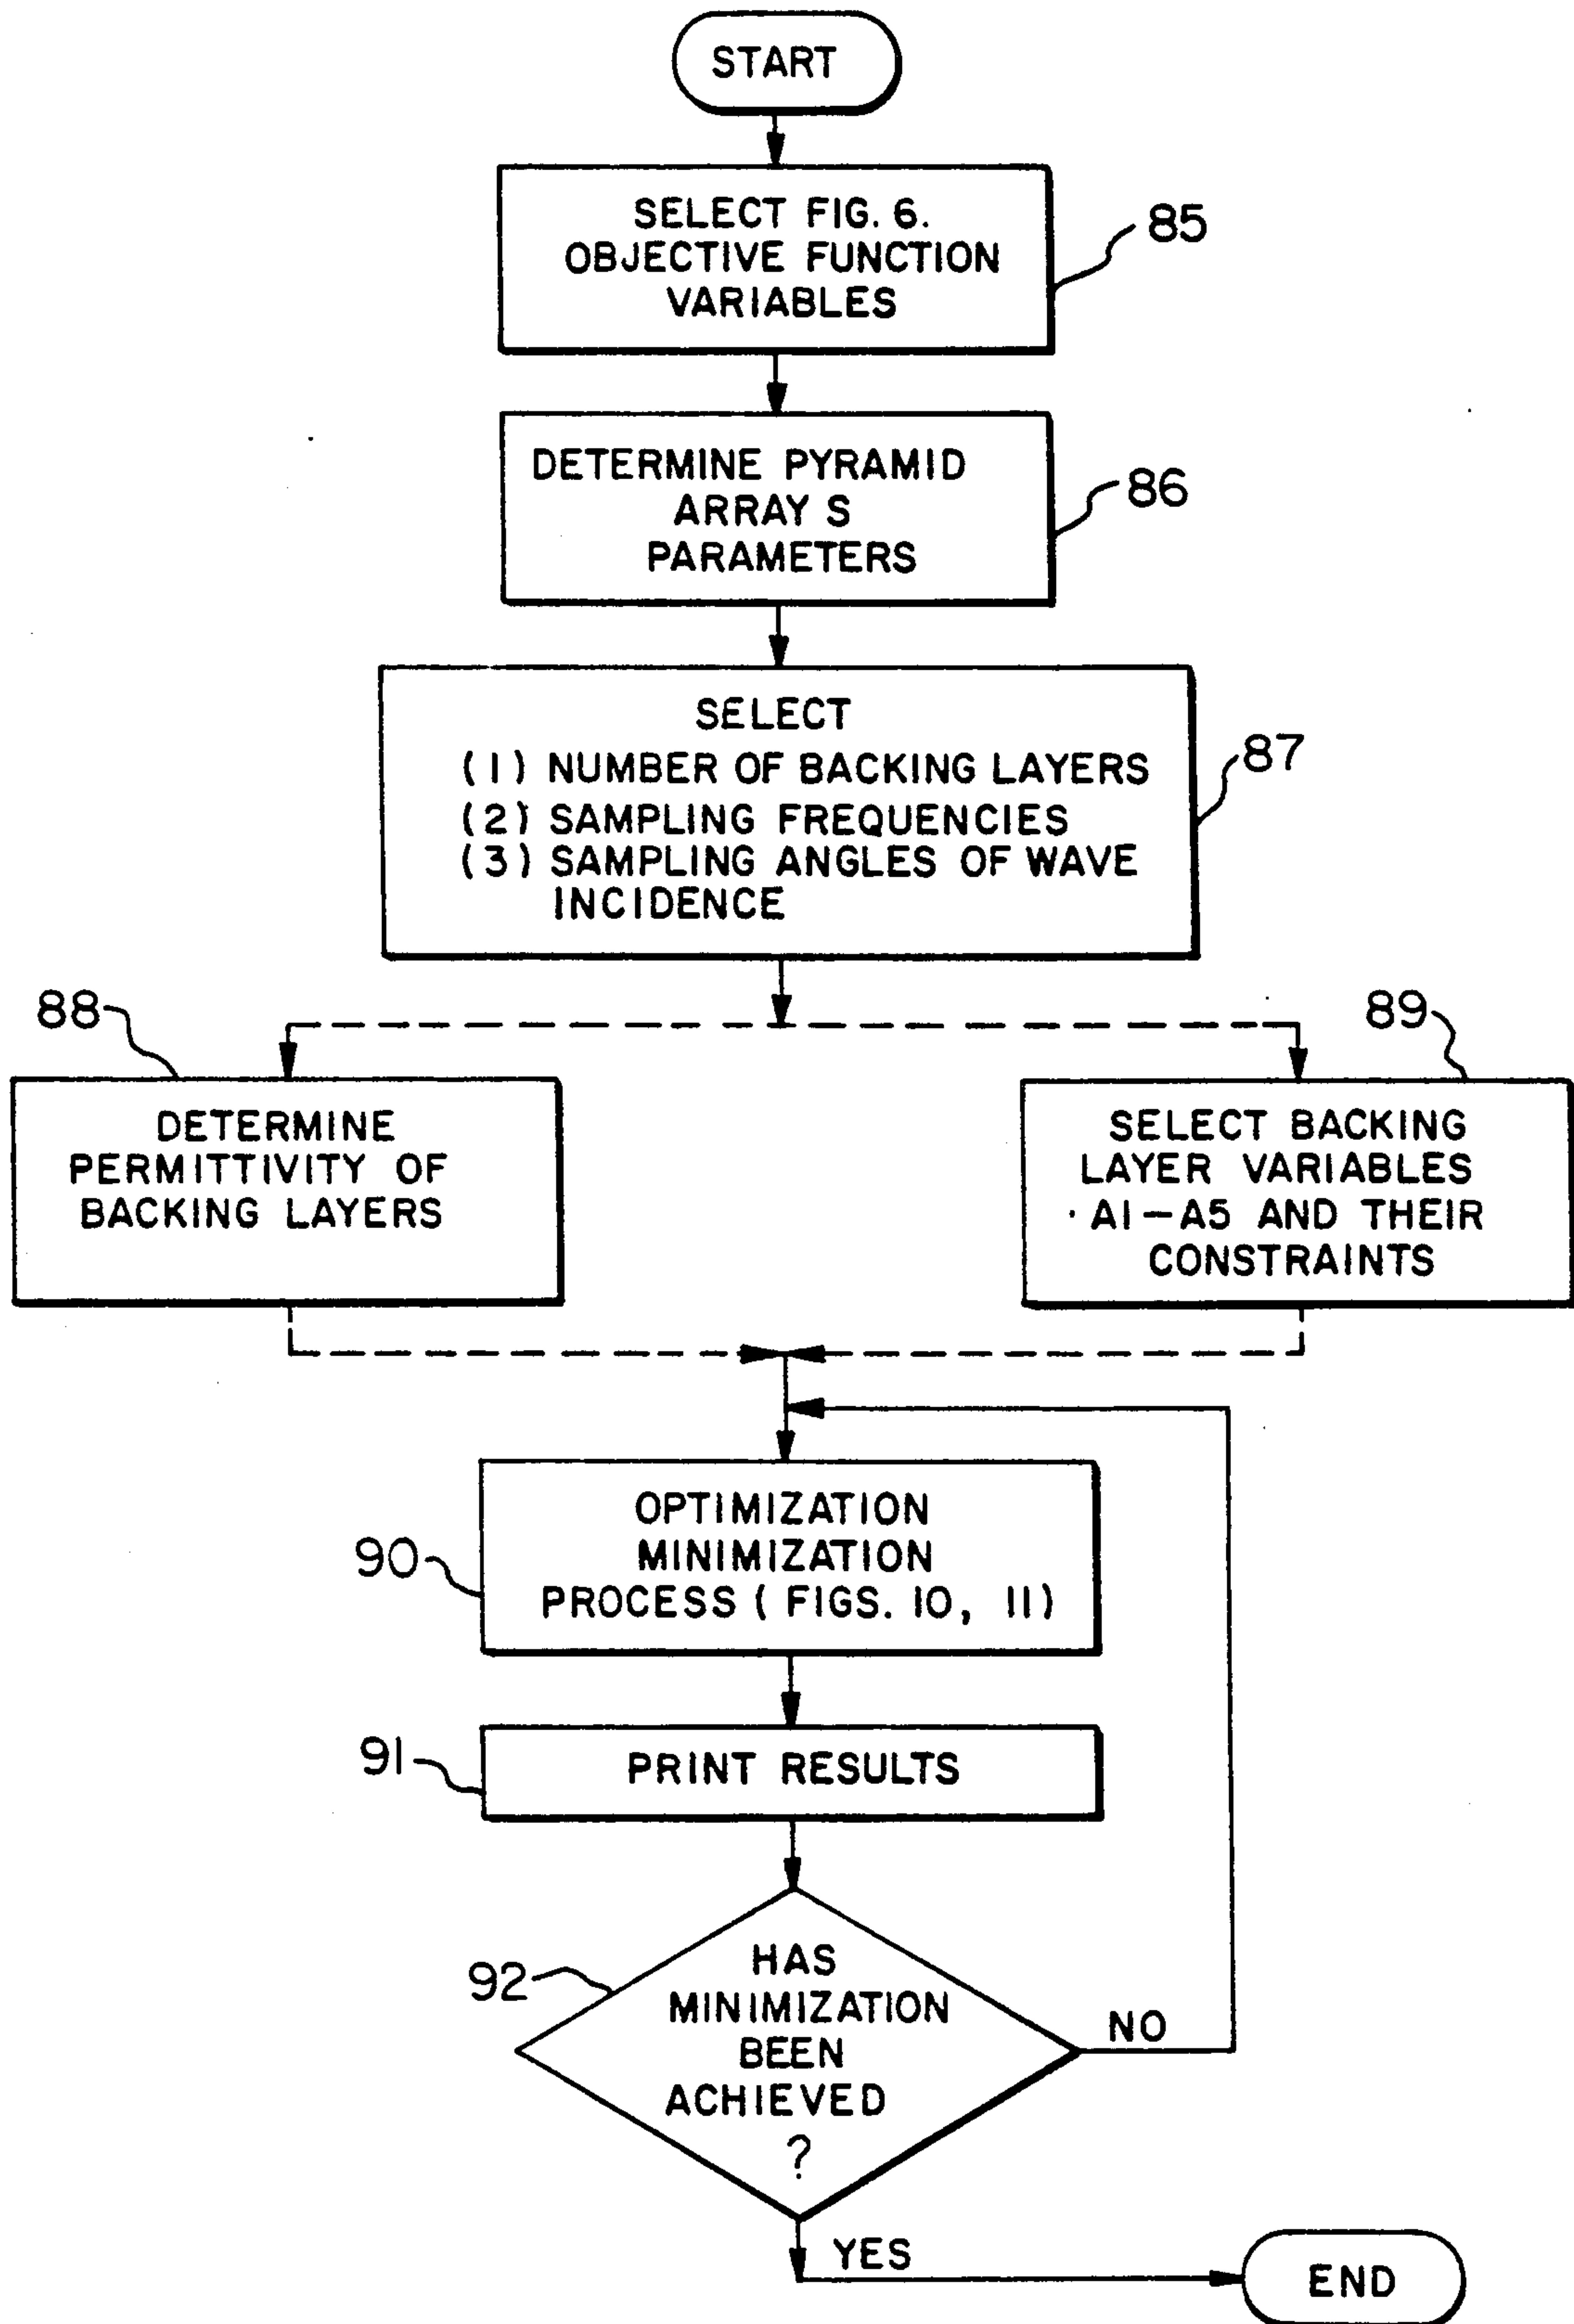 START
SELECT FIG. 6.
OBJECTIVE FUNCTION
VARIABLES
85
DETERMINE PYRAMID
ARRAY S
PARAMETERS
86
SELECT
(1) NUMBER OF BACKING LAYERS
(2) SAMPLING FREQUENCIES
(3) SAMPLING ANGLES OF WAVE
INCIDENCE
87
88
DETERMINE
PERMITTIVITY OF
BACKING LAYERS
89
SELECT BACKING
LAYER VARIABLES
A1-A5 AND THEIR
CONSTRAINTS
OPTIMIZATION
MINIMIZATION
PROCESS (FIGS. 10, 11)
90
PRINT RESULTS
91
HAS
MINIMIZATION
BEEN
ACHIEVED
?
92
NO
YES
END